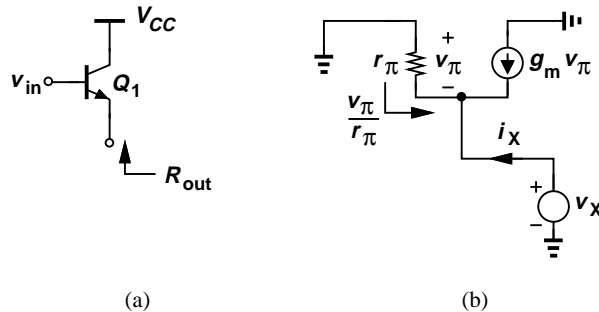 V_CC
v_in
Q_1
R_out
(a)
r_π
+
v_π
−
g_m v_π
v_π
r_π
i_X
+
−
v_X
(b)